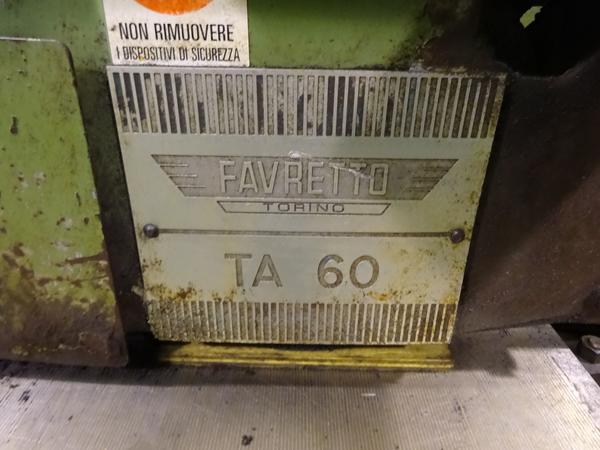 NON RIMUOVERE
I DISPOSITIVI DI SICUREZZA
FAVRETTO
TORINO
TA 60